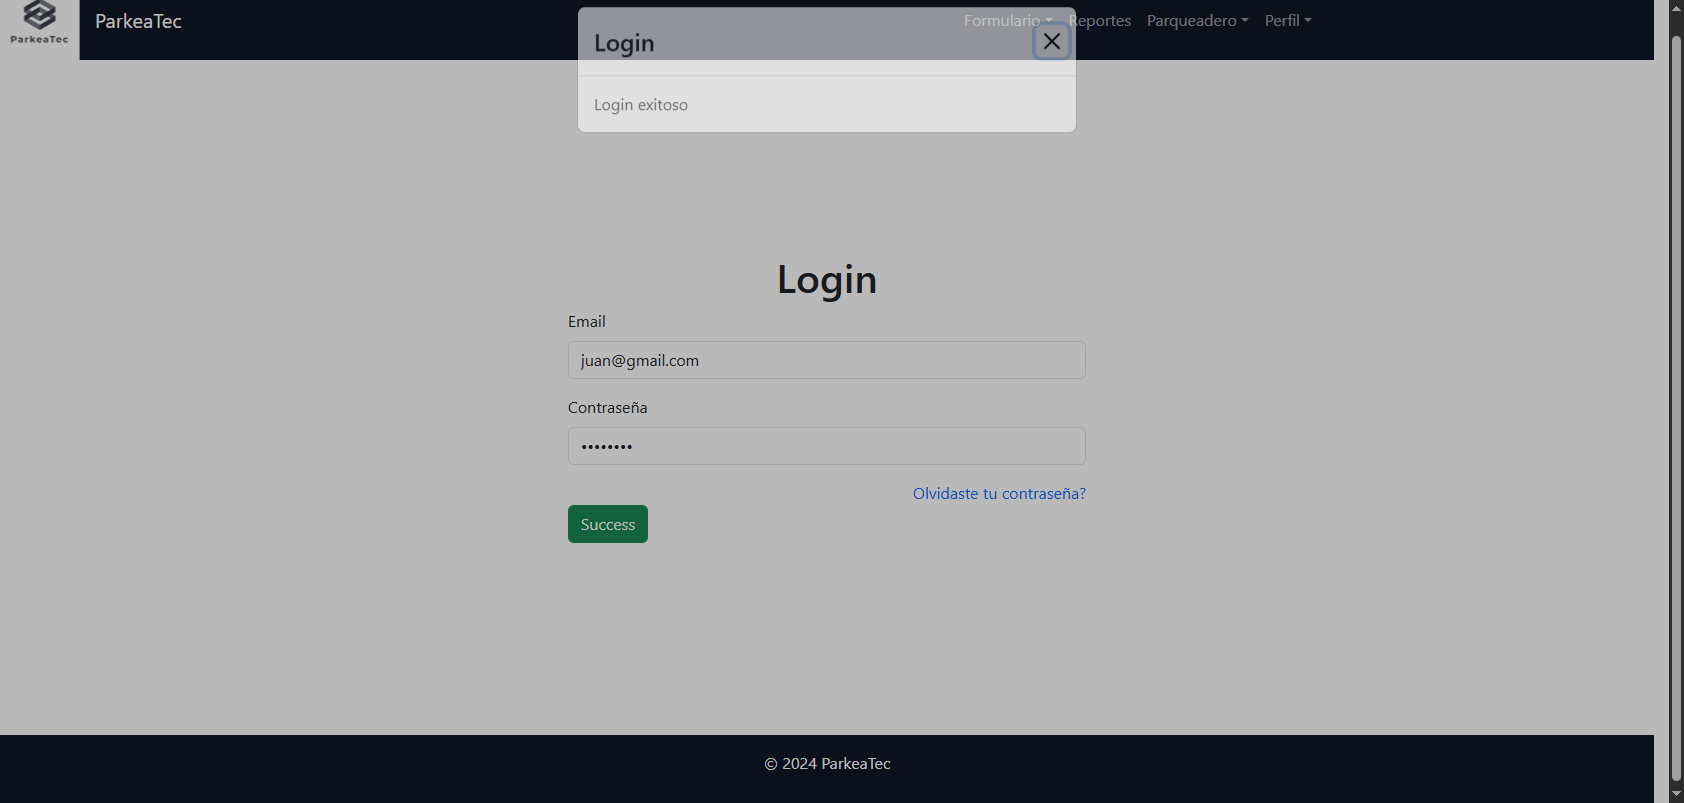 ParkeaTec
ParkeaTec
Formulario Reportes Parqueadero Perfil
Login
Login exitoso
Login
Email
juan@gmail.com
Contraseña
••••••••
Olvidaste tu contraseña?
Success
© 2024 ParkeaTec